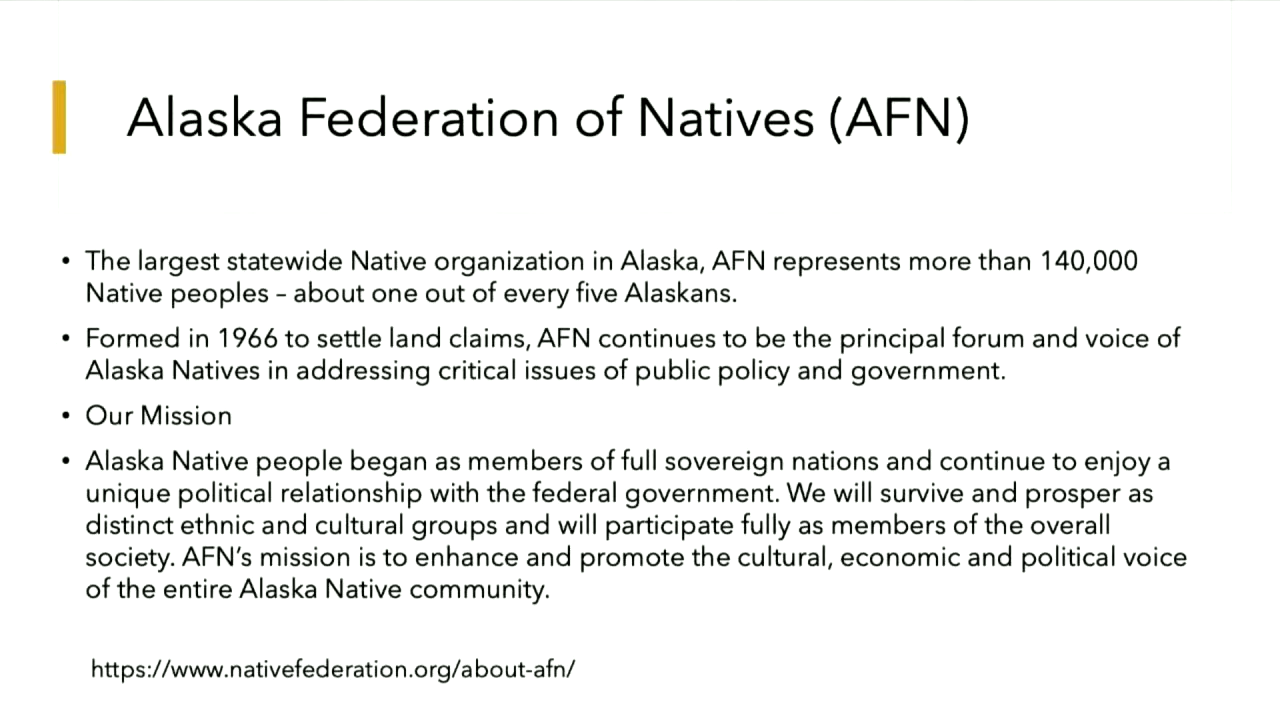 Alaska Federation of Natives (AFN)
• The largest statewide Native organization in Alaska, AFN represents more than 140,000
Native peoples – about one out of every five Alaskans.
• Formed in 1966 to settle land claims, AFN continues to be the principal forum and voice of
Alaska Natives in addressing critical issues of public policy and government.
• Our Mission
• Alaska Native people began as members of full sovereign nations and continue to enjoy a
unique political relationship with the federal government. We will survive and prosper as
distinct ethnic and cultural groups and will participate fully as members of the overall
society. AFN’s mission is to enhance and promote the cultural, economic and political voice
of the entire Alaska Native community.
https://www.nativefederation.org/about-afn/